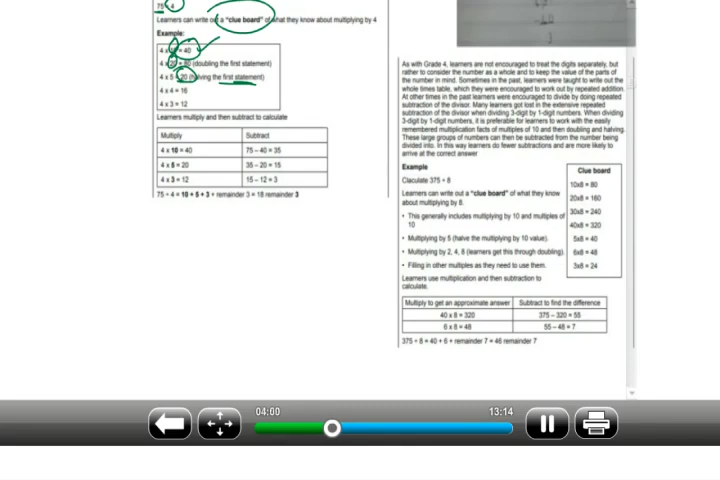 75 ÷ 4
Learners can write out a "clue board" of what they know about multiplying by 4
Example:
4 x 10 = 40
4 x 20 = 80 (doubling the first statement)
4 x 5 = 20 (halving the first statement)
4 x 4 = 16
4 x 3 = 12
Learners multiply and then subtract to calculate
Multiply Subtract
4 x 10 = 40 75 – 40 = 35
4 x 5 = 20 35 – 20 = 15
4 x 3 = 12 15 – 12 = 3
75 ÷ 4 = 10 + 5 + 3 + remainder 3 = 18 remainder 3
As with Grade 4, learners are not encouraged to treat the digits separately, but
rather to consider the number as a whole and to keep the value of the parts of
the number in mind. Sometimes in the past, learners were taught to write out the
whole times table, which they were encouraged to work out by repeated addition.
At other times in the past learners were encouraged to divide by doing repeated
subtraction of the divisor. Many learners got lost in the extensive repeated
subtraction of the divisor when dividing 3-digit by 1-digit numbers. When dividing
3-digit by 1-digit numbers, it is preferable for learners to work with the easily
remembered multiplication facts of multiples of 10 and then doubling and halving.
These large groups of numbers can then be subtracted from the number being
divided into. In this way learners do fewer subtractions and are more likely to
arrive at the correct answer
Example
Claculate 375 ÷ 8
Learners can write out a "clue board" of what they know
about multiplying by 8.
• This generally includes multiplying by 10 and multiples of
10
• Multiplying by 5 (halve the multiplying by 10 value).
• Multiplying by 2, 4, 8 (learners get this through doubling).
• Filling in other multiples as they need to use them.
Clue board
10x8 = 80
20x8 = 160
30x8 = 240
40x8 = 320
5x8 = 40
6x8 = 48
3x8 = 24
Learners use multiplication and then subtraction to
calculate.
Multiply to get an approximate answer Subtract to find the difference
40 x 8 = 320 375 – 320 = 55
6 x 8 = 48 55 – 48 = 7
375 ÷ 8 = 40 + 6 + remainder 7 = 46 remainder 7
04:00 13:14